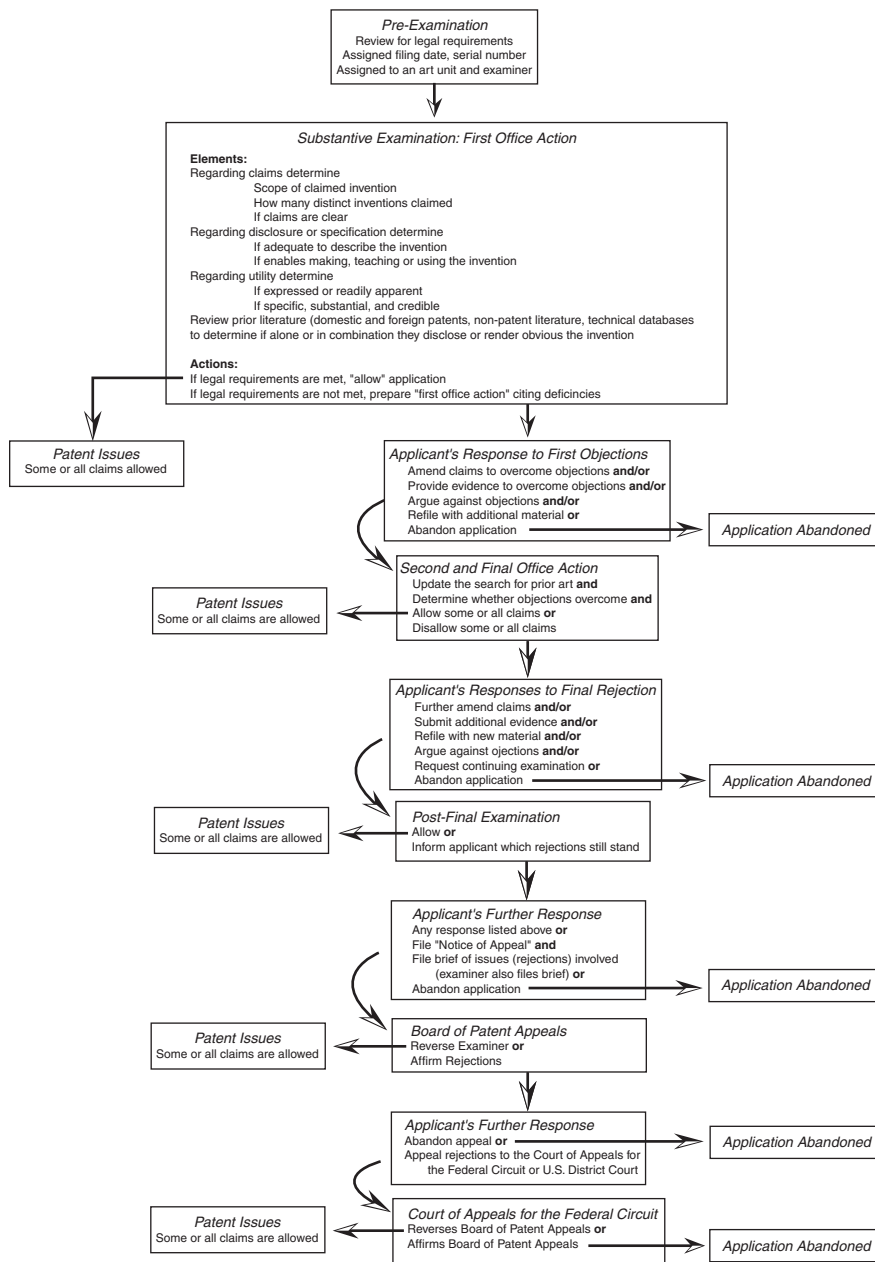 Pre-Examination
Review for legal requirements
Assigned filing date, serial number
Assigned to an art unit and examiner
Substantive Examination: First Office Action
Elements:
Regarding claims determine
Scope of claimed invention
How many distinct inventions claimed
If claims are clear
Regarding disclosure or specification determine
If adequate to describe the invention
If enables making, teaching or using the invention
Regarding utility determine
If expressed or readily apparent
If specific, substantial, and credible
Review prior literature (domestic and foreign patents, non-patent literature, technical databases
to determine if alone or in combination they disclose or render obvious the invention
Actions:
If legal requirements are met, "allow" application
If legal requirements are not met, prepare "first office action" citing deficincies
Patent Issues
Some or all claims allowed
Applicant's Response to First Objections
Amend claims to overcome objections and/or
Provide evidence to overcome objections and/or
Argue against objections and/or
Refile with additional material or
Abandon application
Application Abandoned
Second and Final Office Action
Update the search for prior art and
Determine whether objections overcome and
Allow some or all claims or
Disallow some or all claims
Patent Issues
Some or all claims are allowed
Applicant's Responses to Final Rejection
Further amend claims and/or
Submit additional evidence and/or
Refile with new material and/or
Argue against ojections and/or
Request continuing examination or
Abandon application
Application Abandoned
Post-Final Examination
Allow or
Inform applicant which rejections still stand
Patent Issues
Some or all claims are allowed
Applicant's Further Response
Any response listed above or
File "Notice of Appeal" and
File brief of issues (rejections) involved
(examiner also files brief) or
Abandon application
Application Abandoned
Board of Patent Appeals
Reverse Examiner or
Affirm Rejections
Patent Issues
Some or all claims are allowed
Applicant's Further Response
Abandon appeal or
Appeal rejections to the Court of Appeals for
the Federal Circuit or U.S. District Court
Application Abandoned
Court of Appeals for the Federal Circuit
Reverses Board of Patent Appeals or
Affirms Board of Patent Appeals
Patent Issues
Some or all claims are allowed
Application Abandoned